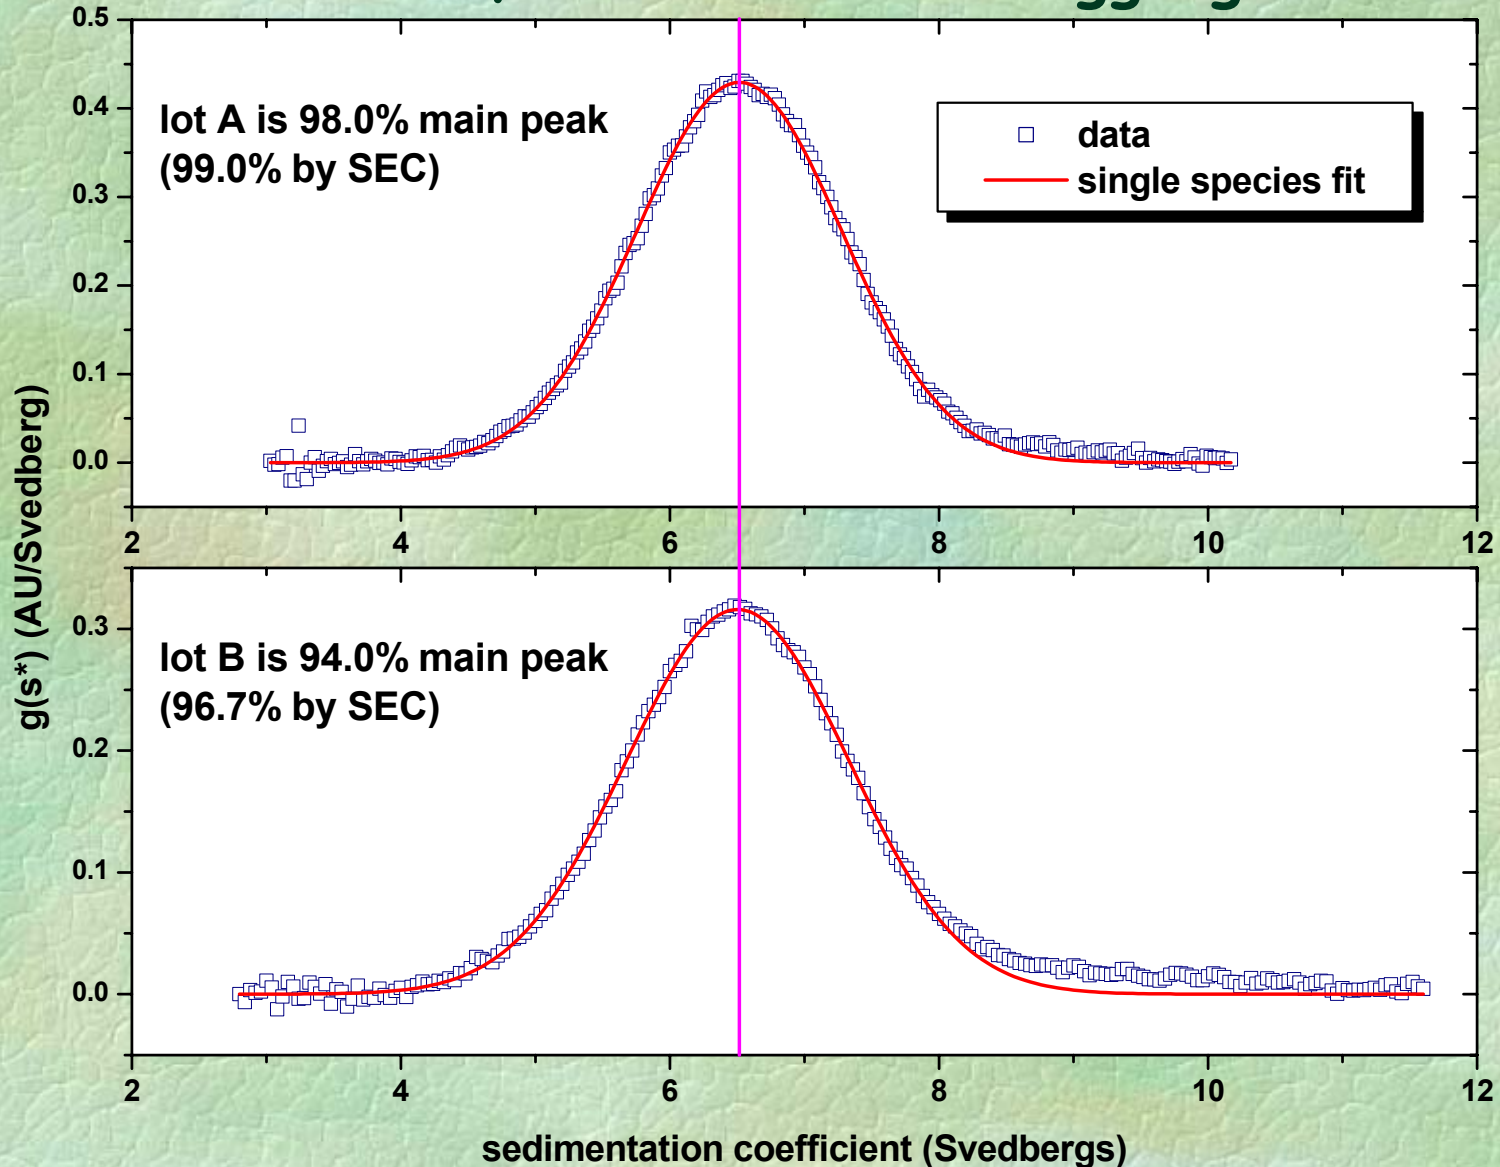 0.5
0.4
0.3
0.2
0.1
0.0
lot A is 98.0% main peak
(99.0% by SEC)
data
single species fit
2 4 6 8 10 12
g(s*) (AU/Svedberg)
0.3
0.2
0.1
0.0
lot B is 94.0% main peak
(96.7% by SEC)
2 4 6 8 10 12
sedimentation coefficient (Svedbergs)